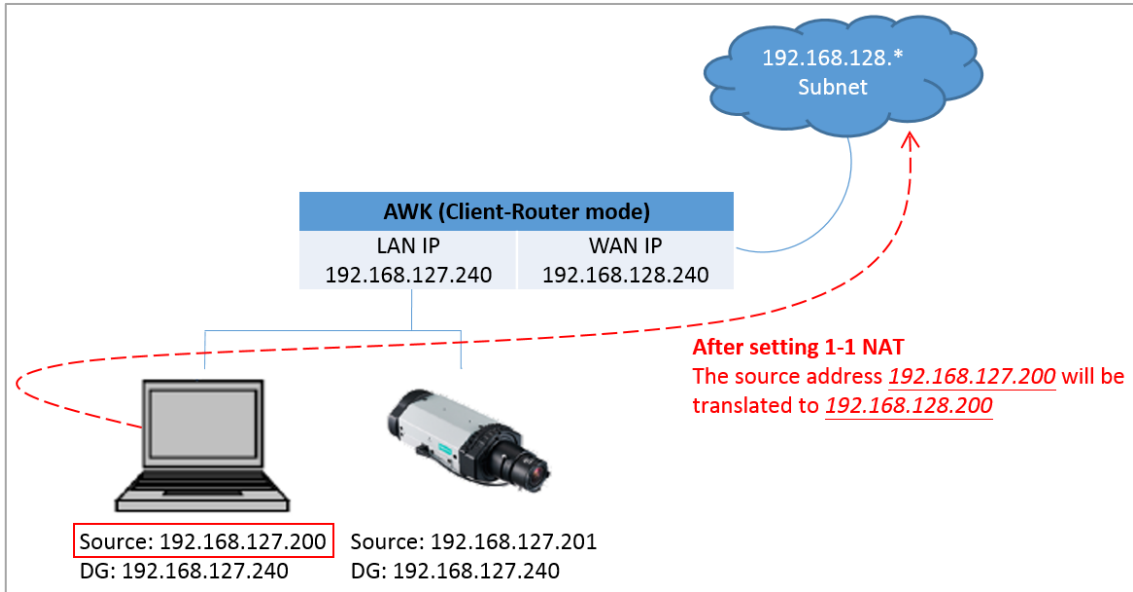 192.168.128.*
Subnet
AWK (Client-Router mode)
LAN IP
192.168.127.240
WAN IP
192.168.128.240
After setting 1-1 NAT
The source address 192.168.127.200 will be
translated to 192.168.128.200
Source: 192.168.127.200
DG: 192.168.127.240
Source: 192.168.127.201
DG: 192.168.127.240